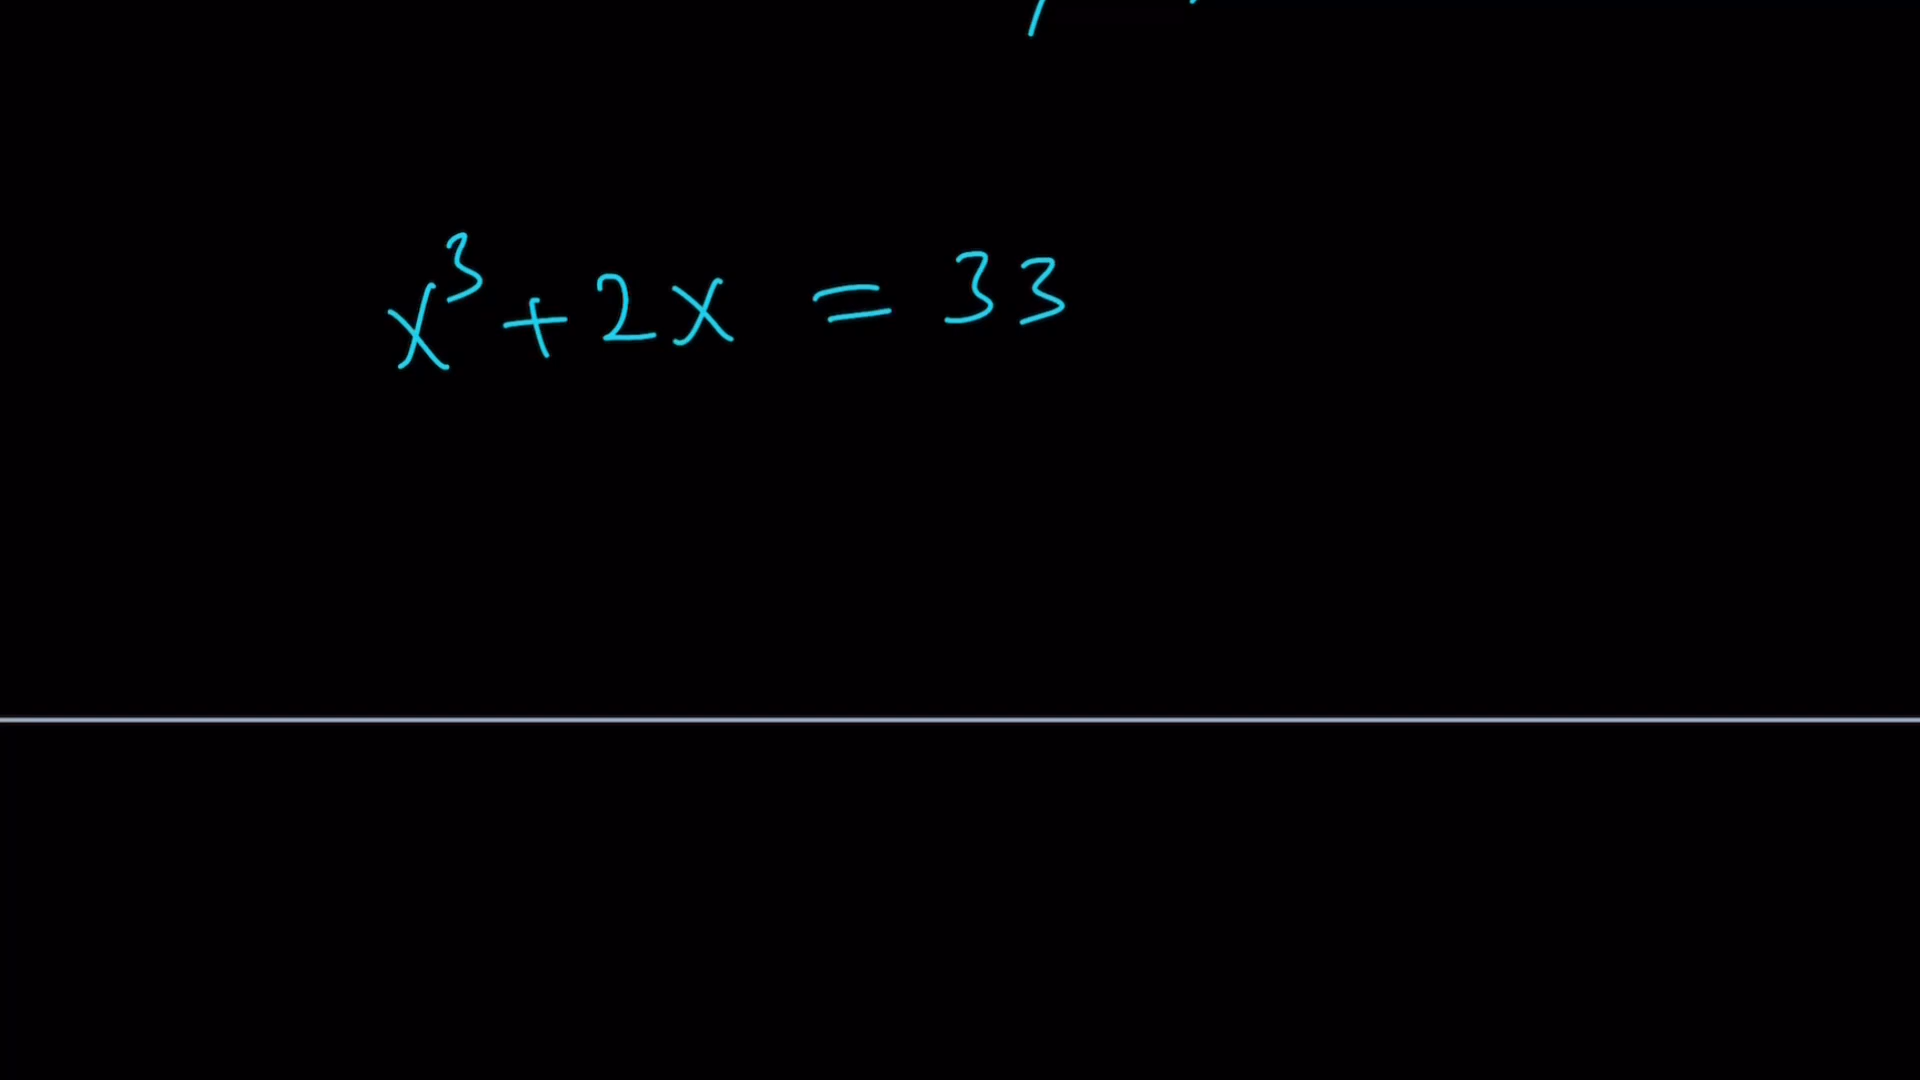 x³+2x = 33